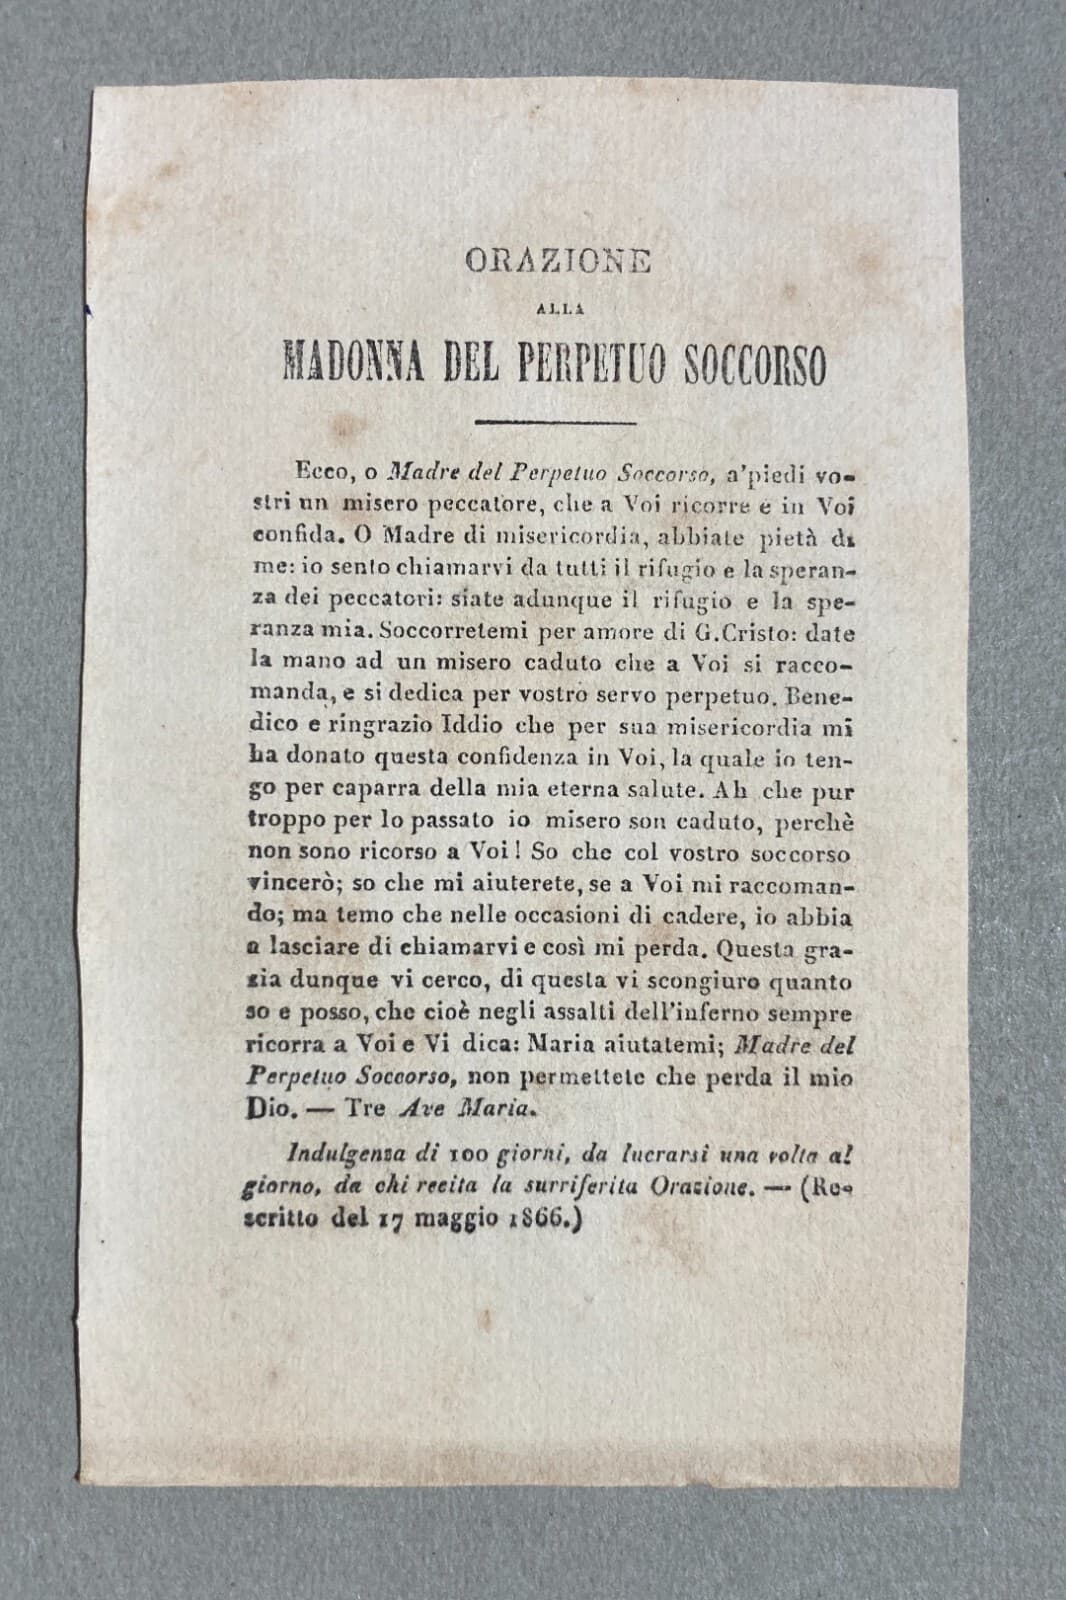 ORAZIONE
ALLA
MADONNA DEL PERPETUO SOCCORSO
Ecco, o Madre del Perpetuo Soccorso, a'piedi vo-
stri un misero peccatore, che a Voi ricorre e in Voi
confida. O Madre di misericordia, abbiate pietà di
me: io sento chiamarvi da tutti il rifugio e la speran-
za dei peccatori: siate adunque il rifugio e la spe-
ranza mia. Soccorretemi per amore di G. Cristo: date
la mano ad un misero caduto che a Voi si racco-
manda, e si dedica per vostro servo perpetuo. Bene-
dico e ringrazio Iddio che per sua misericordia mi
ha donato questa confidenza in Voi, la quale io ten-
go per caparra della mia eterna salute. Ah che pur
troppo per lo passato io misero son caduto, perchè
non sono ricorso a Voi! So che col vostro soccorso
vincerò; so che mi aiuterete, se a Voi mi raccoman-
do; ma temo che nelle occasioni di cadere, io abbia
a lasciare di chiamarvi e così mi perda. Questa gra-
zia dunque vi cerco, di questa vi scongiuro quanto
so e posso, che cioè negli assalti dell'inferno sempre
ricorra a Voi e Vi dica: Maria aiutatemi; Madre del
Perpetuo Soccorso, non permettete che perda il mio
Dio. — Tre Ave Maria.
Indulgenza di 100 giorni, da lucrarsi una volta al
giorno, da chi recita la surriferita Orazione. — (Re-
scritto del 17 maggio 1866.)